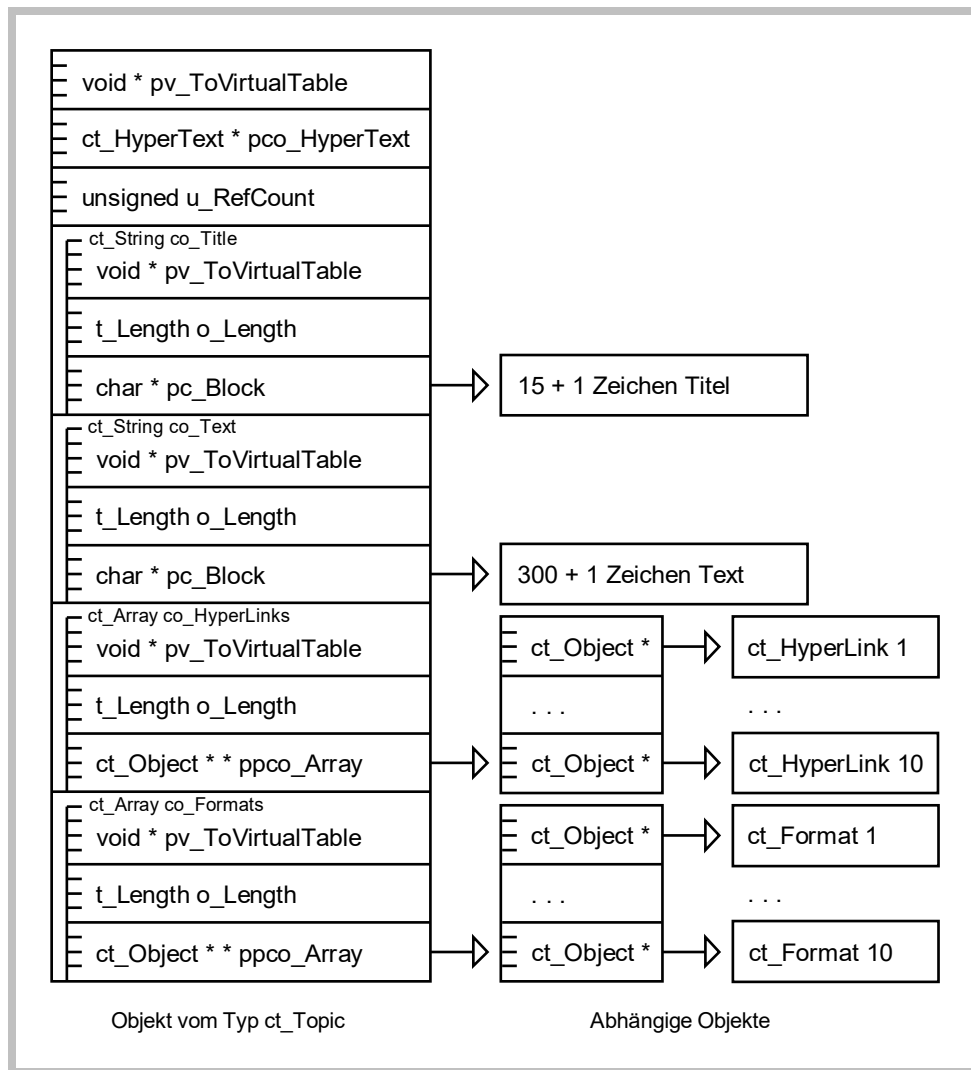 void * pv_ToVirtualTable
ct_HyperText * pco_HyperText
unsigned u_RefCount
ct_String co_Title
void * pv_ToVirtualTable
t_Length o_Length
char * pc_Block
15 + 1 Zeichen Titel
ct_String co_Text
void * pv_ToVirtualTable
t_Length o_Length
char * pc_Block
300 + 1 Zeichen Text
ct_Array co_HyperLinks
void * pv_ToVirtualTable
ct_Object *
ct_HyperLink 1
t_Length o_Length
. . .
. . .
ct_Object * * ppco_Array
ct_Object *
ct_HyperLink 10
ct_Array co_Formats
void * pv_ToVirtualTable
ct_Object *
ct_Format 1
t_Length o_Length
. . .
. . .
ct_Object * * ppco_Array
ct_Object *
ct_Format 10
Objekt vom Typ ct_Topic
Abhängige Objekte